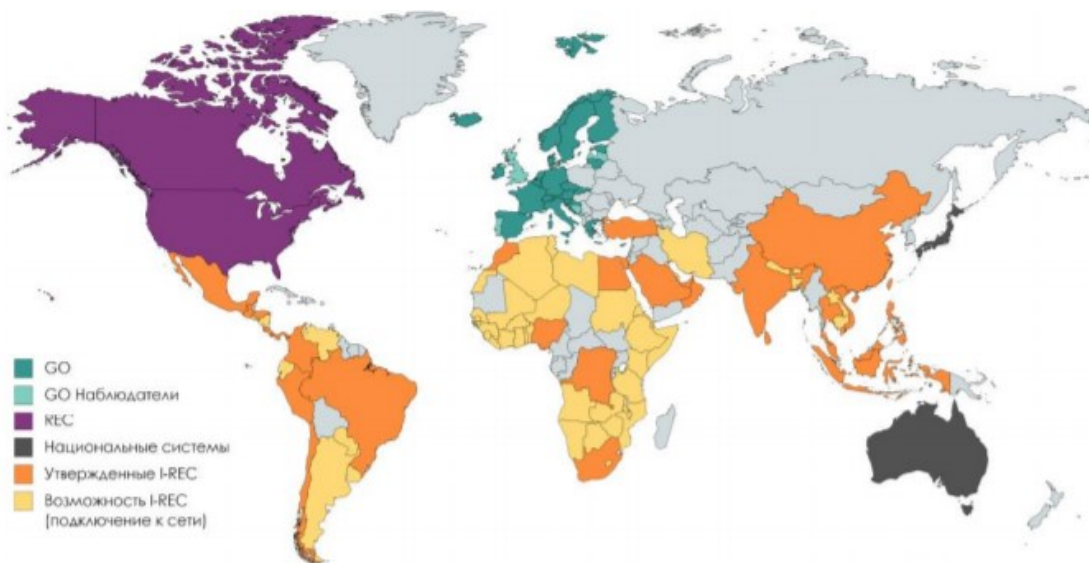 GO
GO Наблюдатели
REC
Национальные системы
Утвержденные I-REC
Возможность I-REC
(подключение к сети)